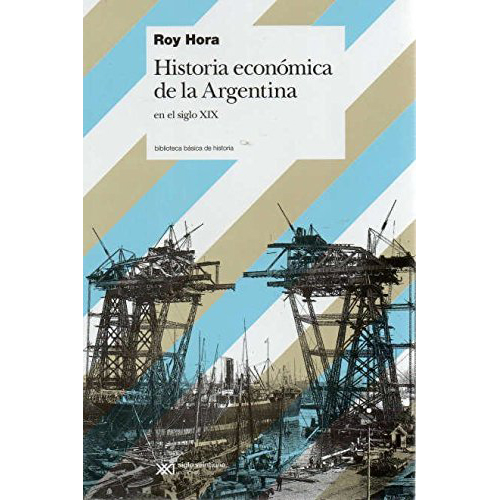 Roy Hora
Historia económica
de la Argentina
en el siglo XIX
biblioteca básica de historia
siglo veintiuno